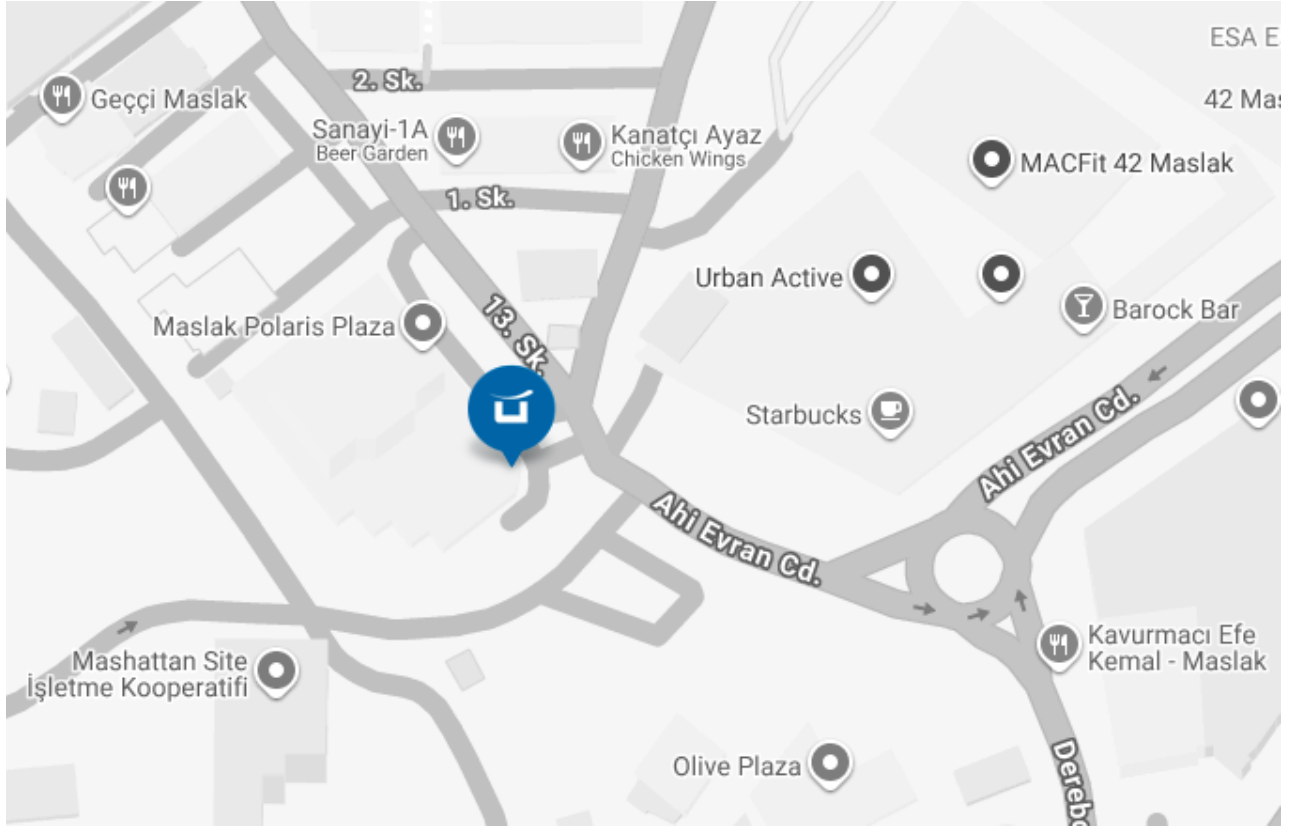 ESA E
42 Mas
2. Sk.
Geççi Maslak
Sanayi-1A
Beer Garden
Kanatçı Ayaz
Chicken Wings
MACFit 42 Maslak
1. Sk.
Urban Active
Barock Bar
13. Sk.
Maslak Polaris Plaza
Starbucks
Ahi Evran Cd.
Ahi Evran Cd.
Kavurmacı Efe
Kemal - Maslak
Mashattan Site
İşletme Kooperatifi
Olive Plaza
Derebo